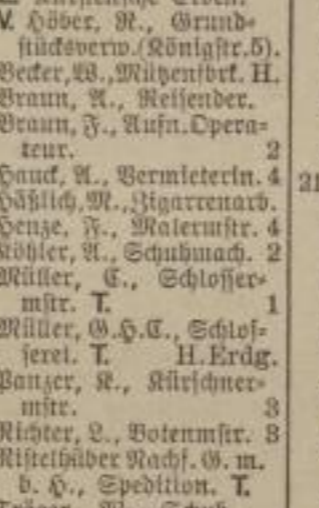 V. Höber, R., Grund-
stücksverw.(Königstr.5).
Becker,W.,Mützenfbrk. H.
Braun, A., Reisender.
Braun, F., Aufn.Opera-
teur. 2
Hauck, A., Vermieterin. 4
Häßlich,M.,Zigarrenarb.
Henze, F., Malermstr. 4
Köhler, A., Schuhmach. 2
Müller, C., Schlosser-
mstr. T. 1
Müller, G.H.C., Schlos-
serei. T. H.Erdg.
Panzer, K., Kürschner-
mstr. 3
Richter, L., Botenmstr. 3
Ristelhüber Nachf. G. m.
b. H., Spedition. T.